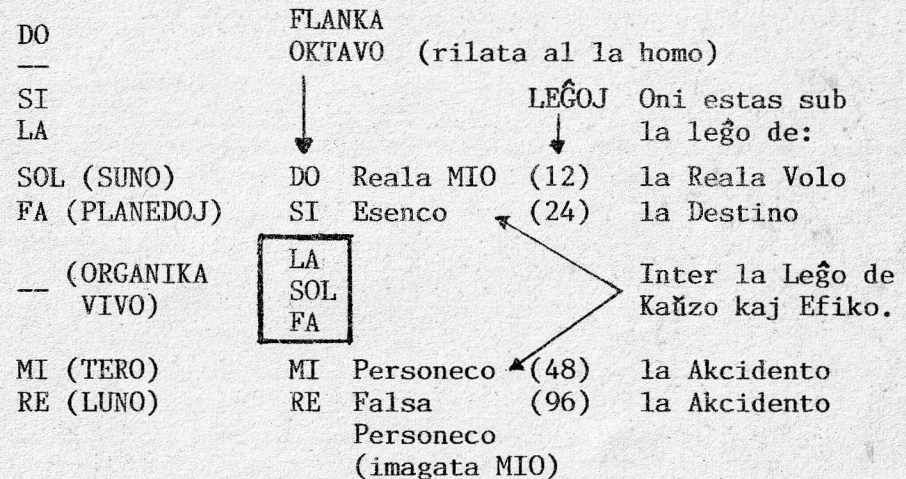 DO FLANKA
OKTAVO (rilata al la homo)
__
SI LEĜOJ Oni estas sub
LA la leĝo de:
SOL (SUNO) DO Reala MIO (12) la Reala Volo
FA (PLANEDOJ) SI Esenco (24) la Destino
__ (ORGANIKA LA Inter la Leĝo de
VIVO) SOL Kaŭzo kaj Efiko.
FA
MI (TERO) MI Personeco (48) la Akcidento
RE (LUNO) RE Falsa (96) la Akcidento
Personeco
(imagata MIO)